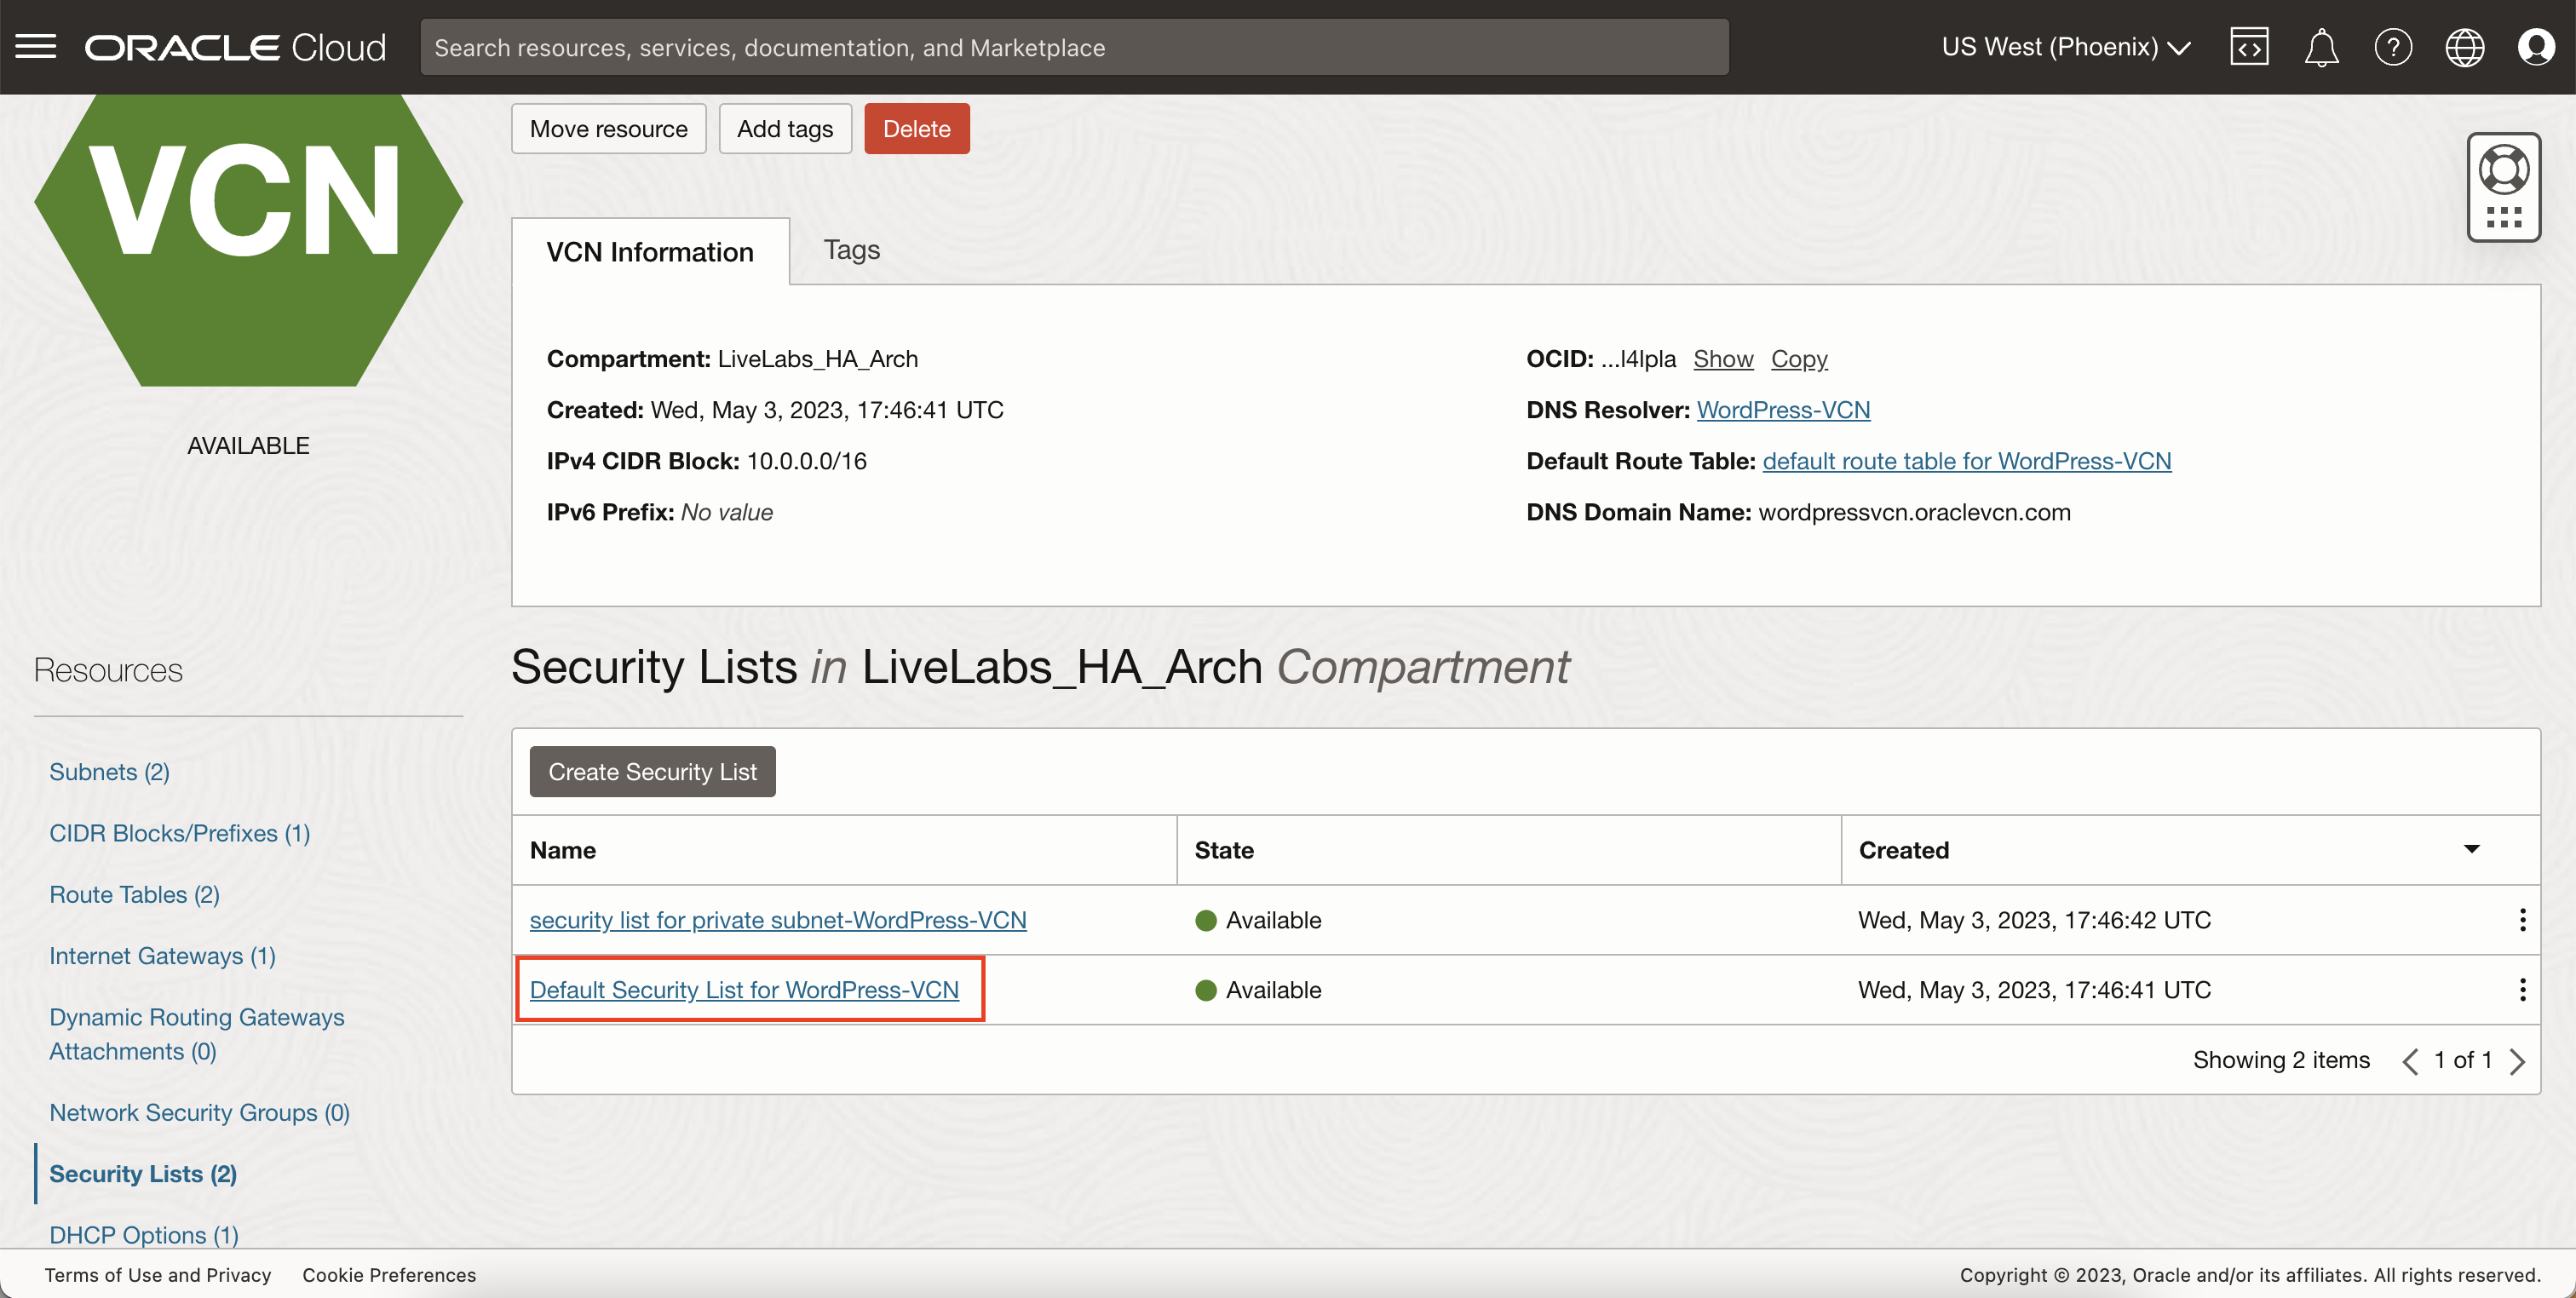 ORACLE Cloud
Search resources, services, documentation, and Marketplace
US West (Phoenix)
VCN
AVAILABLE
Move resource
Add tags
Delete
VCN Information
Tags
Compartment: LiveLabs_HA_Arch
Created: Wed, May 3, 2023, 17:46:41 UTC
IPv4 CIDR Block: 10.0.0.0/16
IPv6 Prefix: No value
OCID: ...l4lpla Show Copy
DNS Resolver: WordPress-VCN
Default Route Table: default route table for WordPress-VCN
DNS Domain Name: wordpressvcn.oraclevcn.com
Resources
Subnets (2)
CIDR Blocks/Prefixes (1)
Route Tables (2)
Internet Gateways (1)
Dynamic Routing Gateways
Attachments (0)
Network Security Groups (0)
Security Lists (2)
DHCP Options (1)
Security Lists in LiveLabs_HA_Arch Compartment
Create Security List
Name State Created
security list for private subnet-WordPress-VCN Available Wed, May 3, 2023, 17:46:42 UTC
Default Security List for WordPress-VCN Available Wed, May 3, 2023, 17:46:41 UTC
Showing 2 items 1 of 1
Terms of Use and Privacy Cookie Preferences
Copyright © 2023, Oracle and/or its affiliates. All rights reserved.